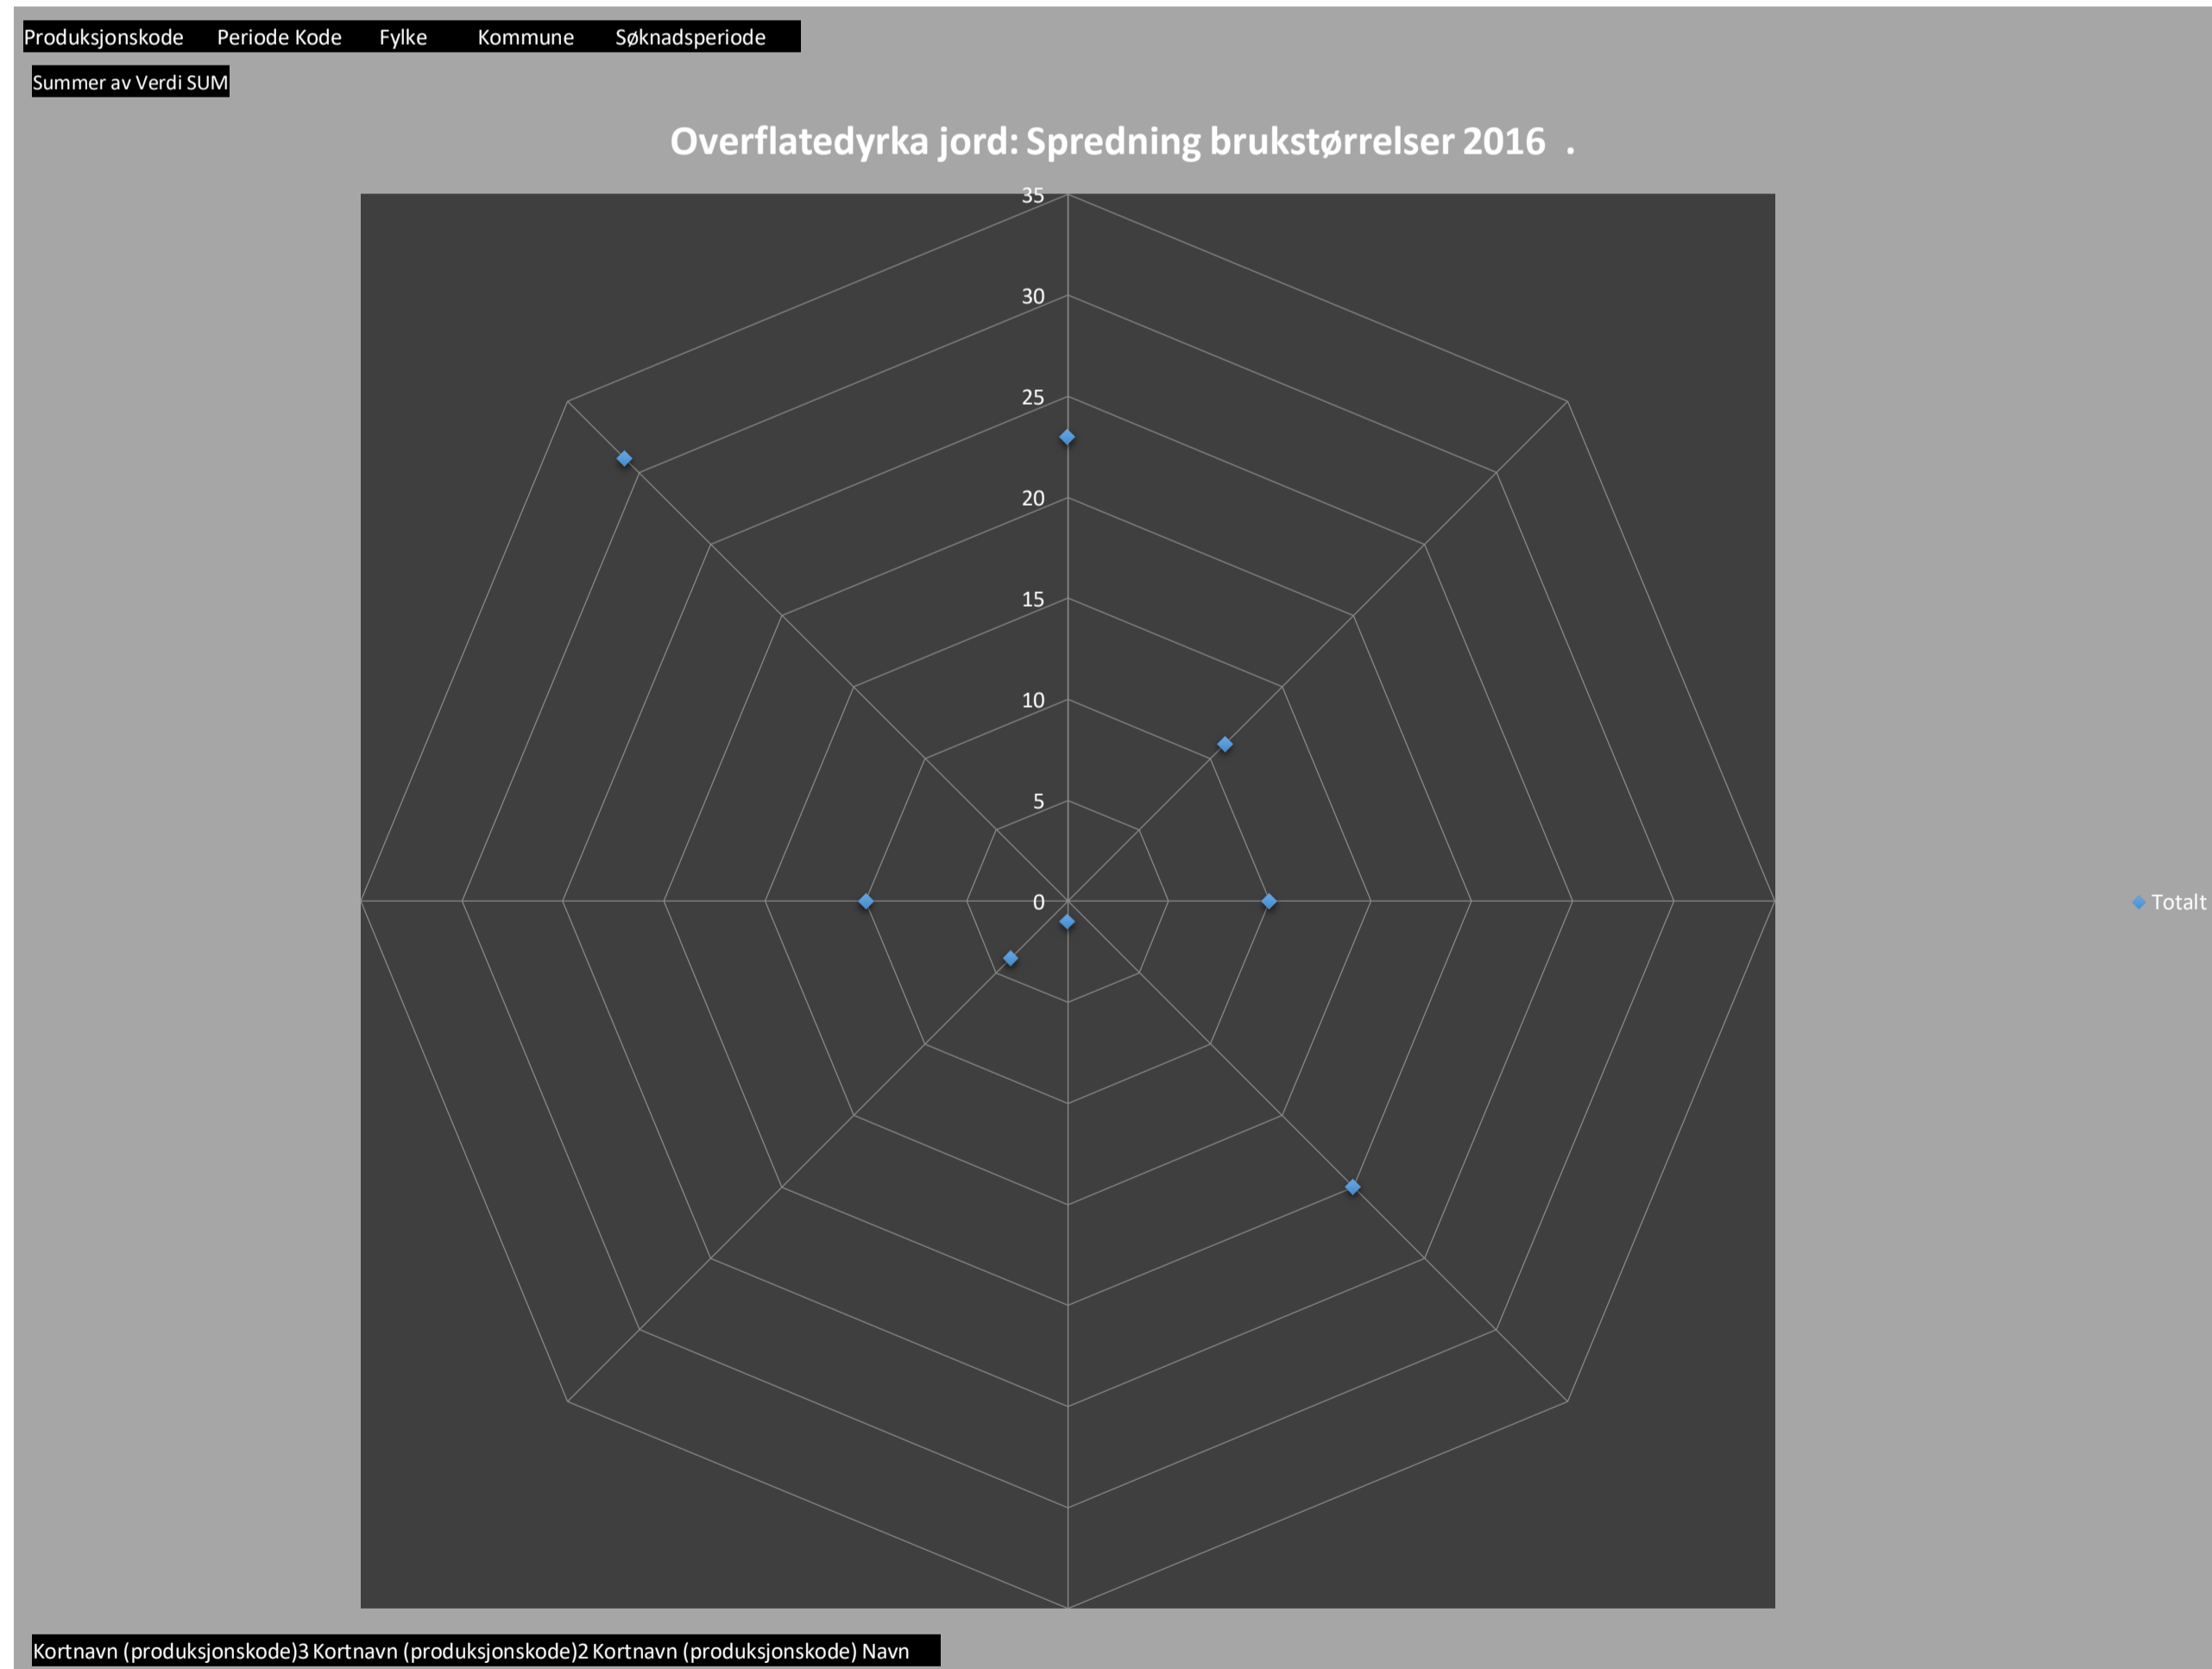 Produksjonskode Periode Kode Fylke Kommune Søknadsperiode
Summer av Verdi SUM
Overflatedyrka jord: Spredning brukstørrelser 2016 .
35
30
25
20
15
10
5
0
Totalt
Kortnavn (produksjonskode)3 Kortnavn (produksjonskode)2 Kortnavn (produksjonskode) Navn